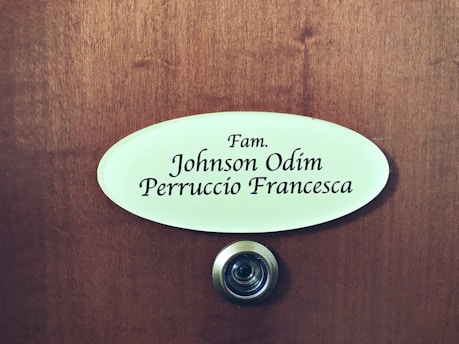 Fam.
Johnson Odim
Perruccio Francesca